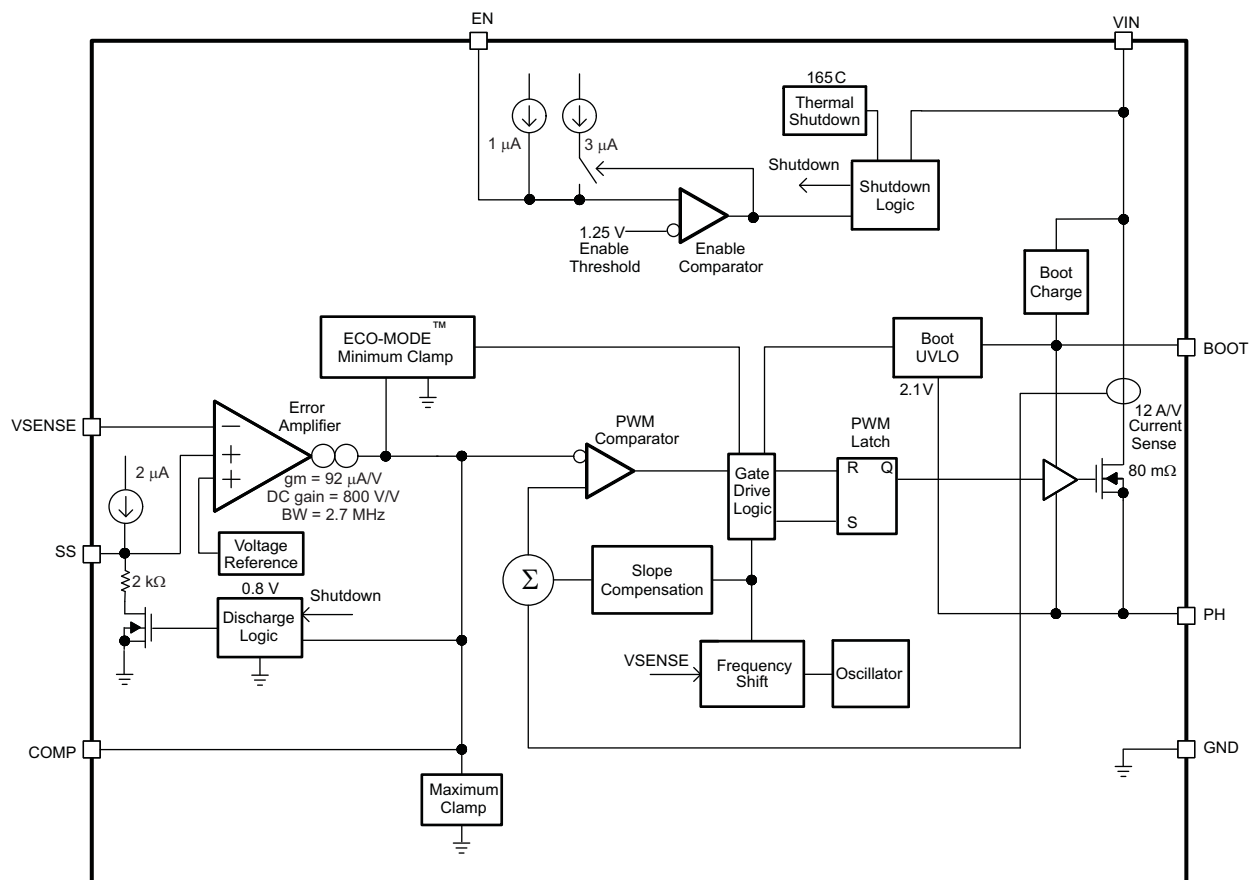 EN
VIN
165C
Thermal
Shutdown
1 µA
3 µA
Shutdown
Shutdown
Logic
1.25 V
Enable
Threshold
Enable
Comparator
Boot
Charge
ECO-MODE™
Minimum Clamp
Boot
UVLO
BOOT
2.1V
VSENSE
Error
Amplifier
PWM
Comparator
PWM
Latch
12 A/V
Current
Sense
80 mΩ
2 µA
gm = 92 µA/V
DC gain = 800 V/V
BW = 2.7 MHz
Gate
Drive
Logic
R Q
S
SS
Voltage
Reference
2 kΩ
0.8 V
Shutdown
Discharge
Logic
Σ
Slope
Compensation
PH
VSENSE
Frequency
Shift
Oscillator
COMP
GND
Maximum
Clamp